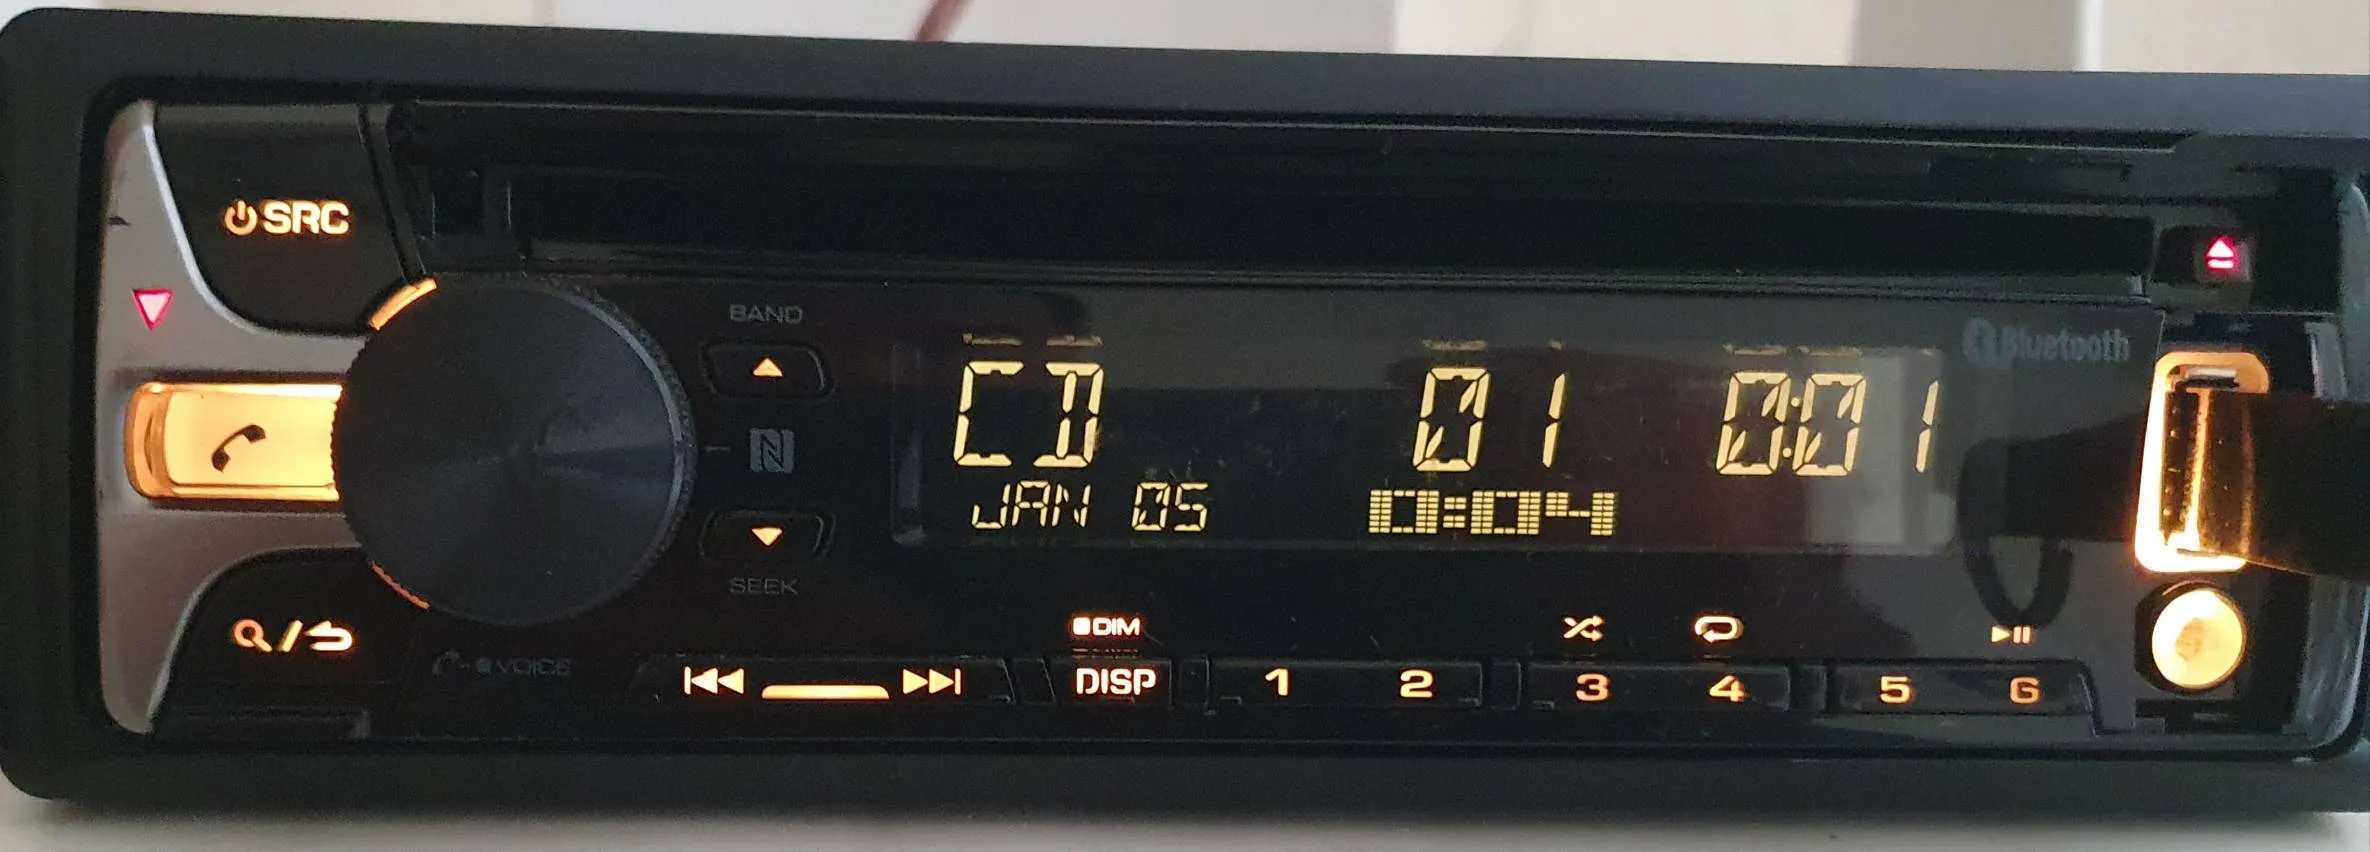 SRC
BAND
CD 01 0:01
Bluetooth
JAN 05 0:04
SEEK
DIM
VOICE
DISP 1 2 3 4 5 6